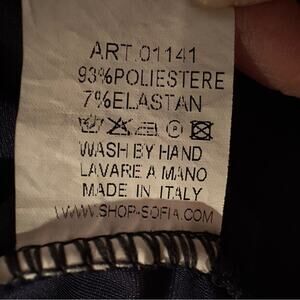 ART.01141
93%POLIESTERE
7%ELASTAN
WASH BY HAND
LAVARE A MANO
MADE IN ITALY
WWW.SHOP-SOFIA.COM